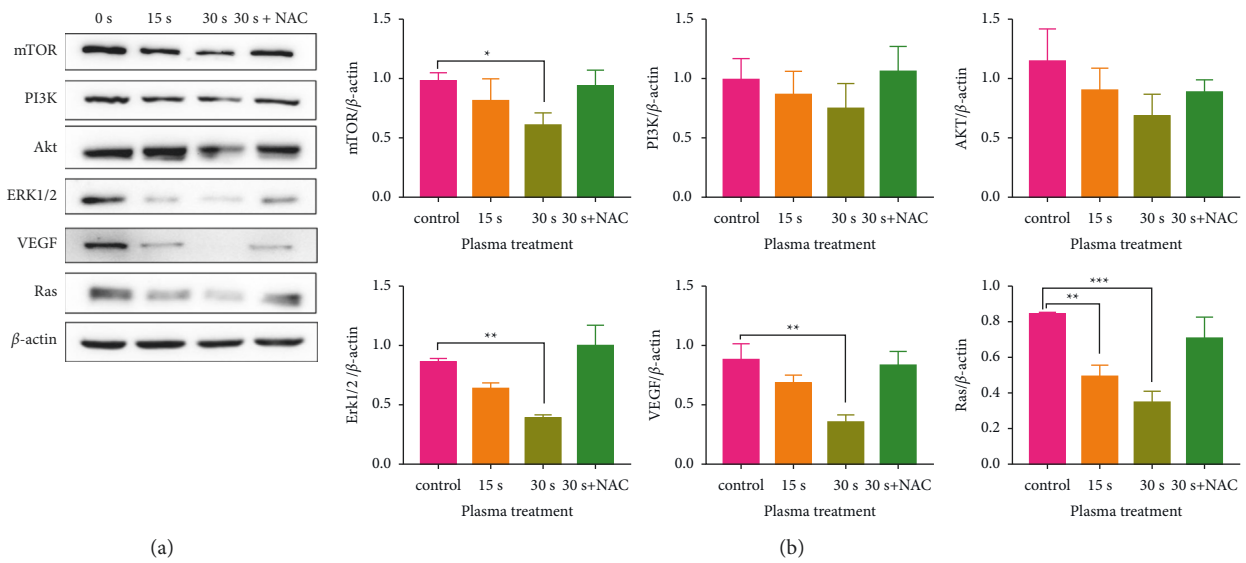 0 s 15 s 30 s 30 s + NAC
mTOR
PI3K
Akt
ERK1/2
VEGF
Ras
β-actin
(a)
1.5
1.0
0.5
0.0
mTOR/β-actin
*
control 15 s 30 s 30 s+NAC
Plasma treatment
1.5
1.0
0.5
0.0
PI3K/β-actin
control 15 s 30 s 30 s+NAC
Plasma treatment
1.5
1.0
0.5
0.0
AKT/β-actin
control 15 s 30 s 30 s+NAC
Plasma treatment
1.5
1.0
0.5
0.0
Erk1/2 /β-actin
**
control 15 s 30 s 30 s+NAC
Plasma treatment
1.5
1.0
0.5
0.0
VEGF/β-actin
**
control 15 s 30 s 30 s+NAC
Plasma treatment
0.8
0.6
0.4
0.2
0.0
Ras/β-actin
***
**
control 15 s 30 s 30 s+NAC
Plasma treatment
(b)